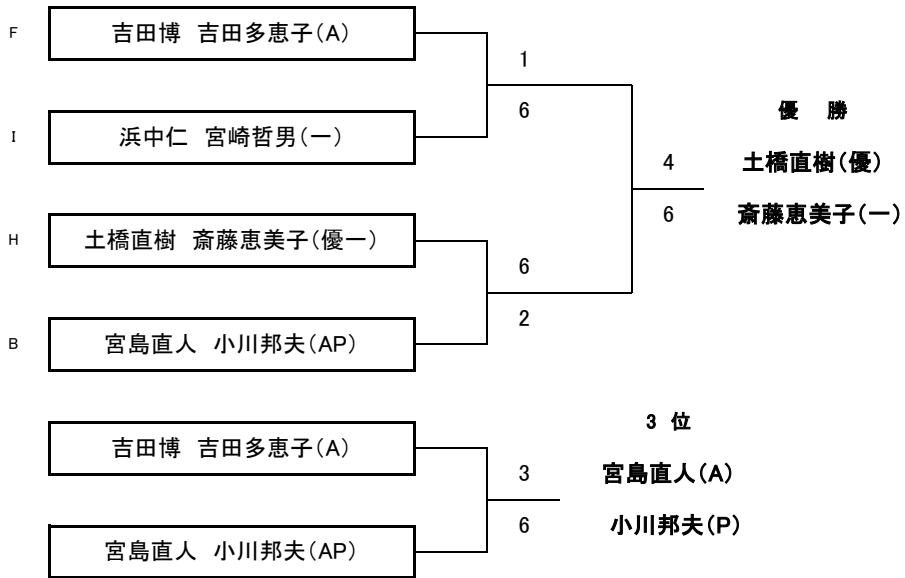 F 吉田博 吉田多恵子(A)
1
6
I 浜中仁 宮崎哲男(一)
優 勝
4 土橋直樹(優)
6 斎藤恵美子(一)
H 土橋直樹 斎藤恵美子(優一)
6
2
B 宮島直人 小川邦夫(AP)
吉田博 吉田多恵子(A)
3 位
3 宮島直人(A)
6 小川邦夫(P)
宮島直人 小川邦夫(AP)